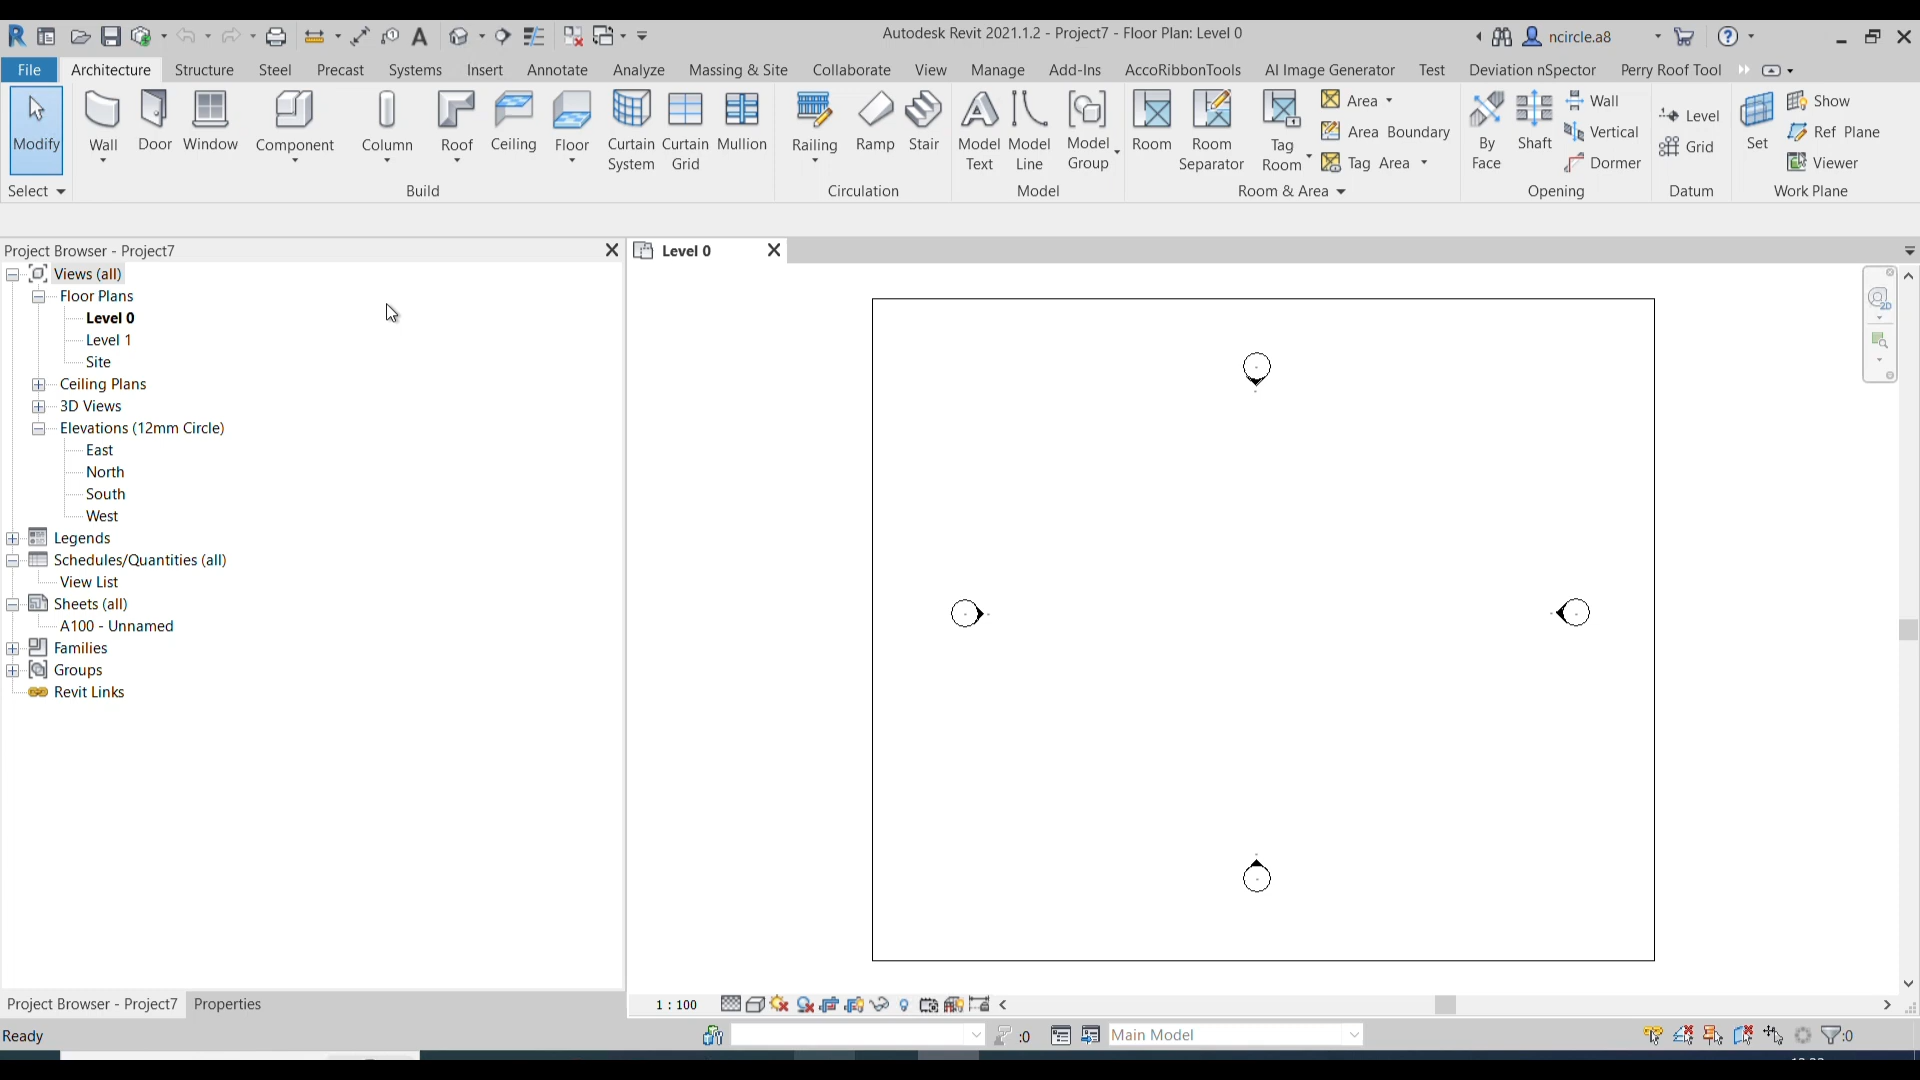 Autodesk Revit 2021.1.2 - Project7 - Floor Plan: Level 0
ncircle.a8
File Architecture Structure Steel Precast Systems Insert Annotate Analyze Massing & Site Collaborate View Manage Add-Ins AccoRibbonTools AI Image Generator Test Deviation nSpector Perry Roof Tool
Modify
Wall
Door
Window
Component
Column
Roof
Ceiling
Floor
Curtain System
Curtain Grid
Mullion
Railing
Ramp
Stair
Model Text
Model Line
Model Group
Room
Room Separator
Tag Room
Area
Area Boundary
Tag Area
By Face
Shaft
Wall
Vertical
Dormer
Level
Grid
Set
Show
Ref Plane
Viewer
Select Build Circulation Model Room & Area Opening Datum Work Plane
Project Browser - Project7
Level 0
Views (all)
Floor Plans
Level 0
Level 1
Site
Ceiling Plans
3D Views
Elevations (12mm Circle)
East
North
South
West
Legends
Schedules/Quantities (all)
View List
Sheets (all)
A100 - Unnamed
Families
Groups
Revit Links
2D
Project Browser - Project7 Properties
1 : 100
Ready
:0
Main Model
:0